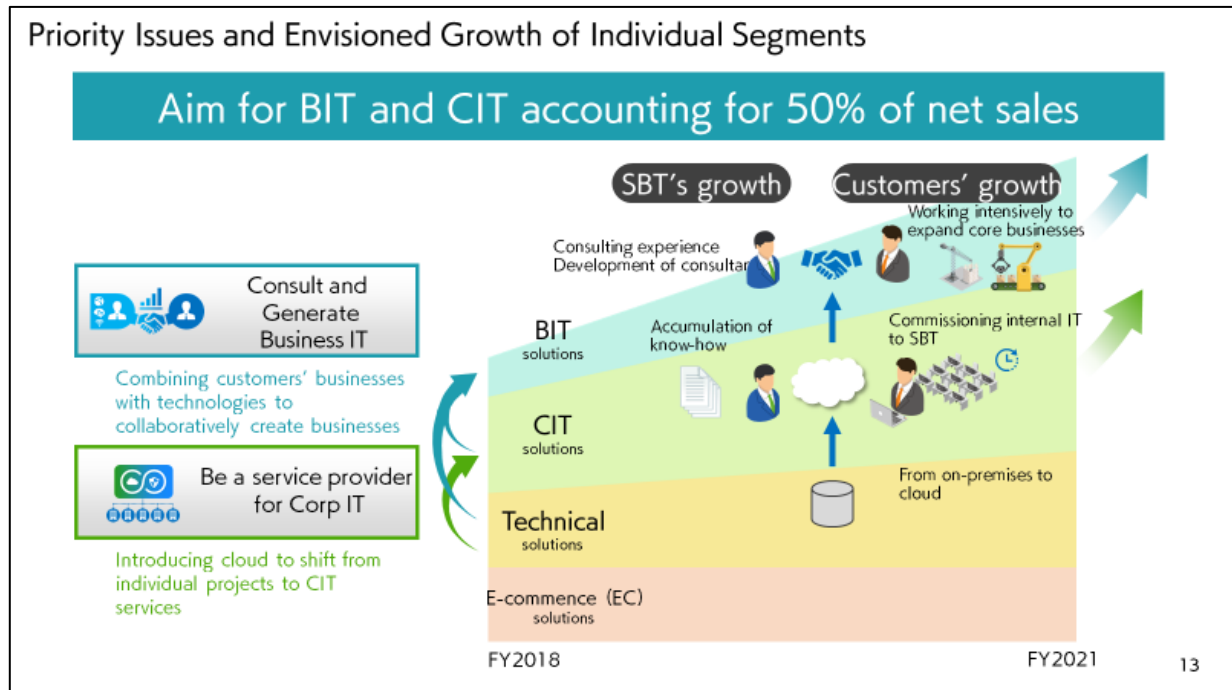 Priority Issues and Envisioned Growth of Individual Segments
Aim for BIT and CIT accounting for 50% of net sales
SBT's growth
Customers' growth
Working intensively to
expand core businesses
Consulting experience
Development of consultan
Consult and
Generate
Business IT
Combining customers' businesses
with technologies to
collaboratively create businesses
BIT
solutions
Accumulation of
know-how
Commissioning internal IT
to SBT
CIT
solutions
Be a service provider
for Corp IT
Introducing cloud to shift from
individual projects to CIT
services
From on-premises to
cloud
Technical
solutions
E-commence (EC)
solutions
FY2018
FY2021
13